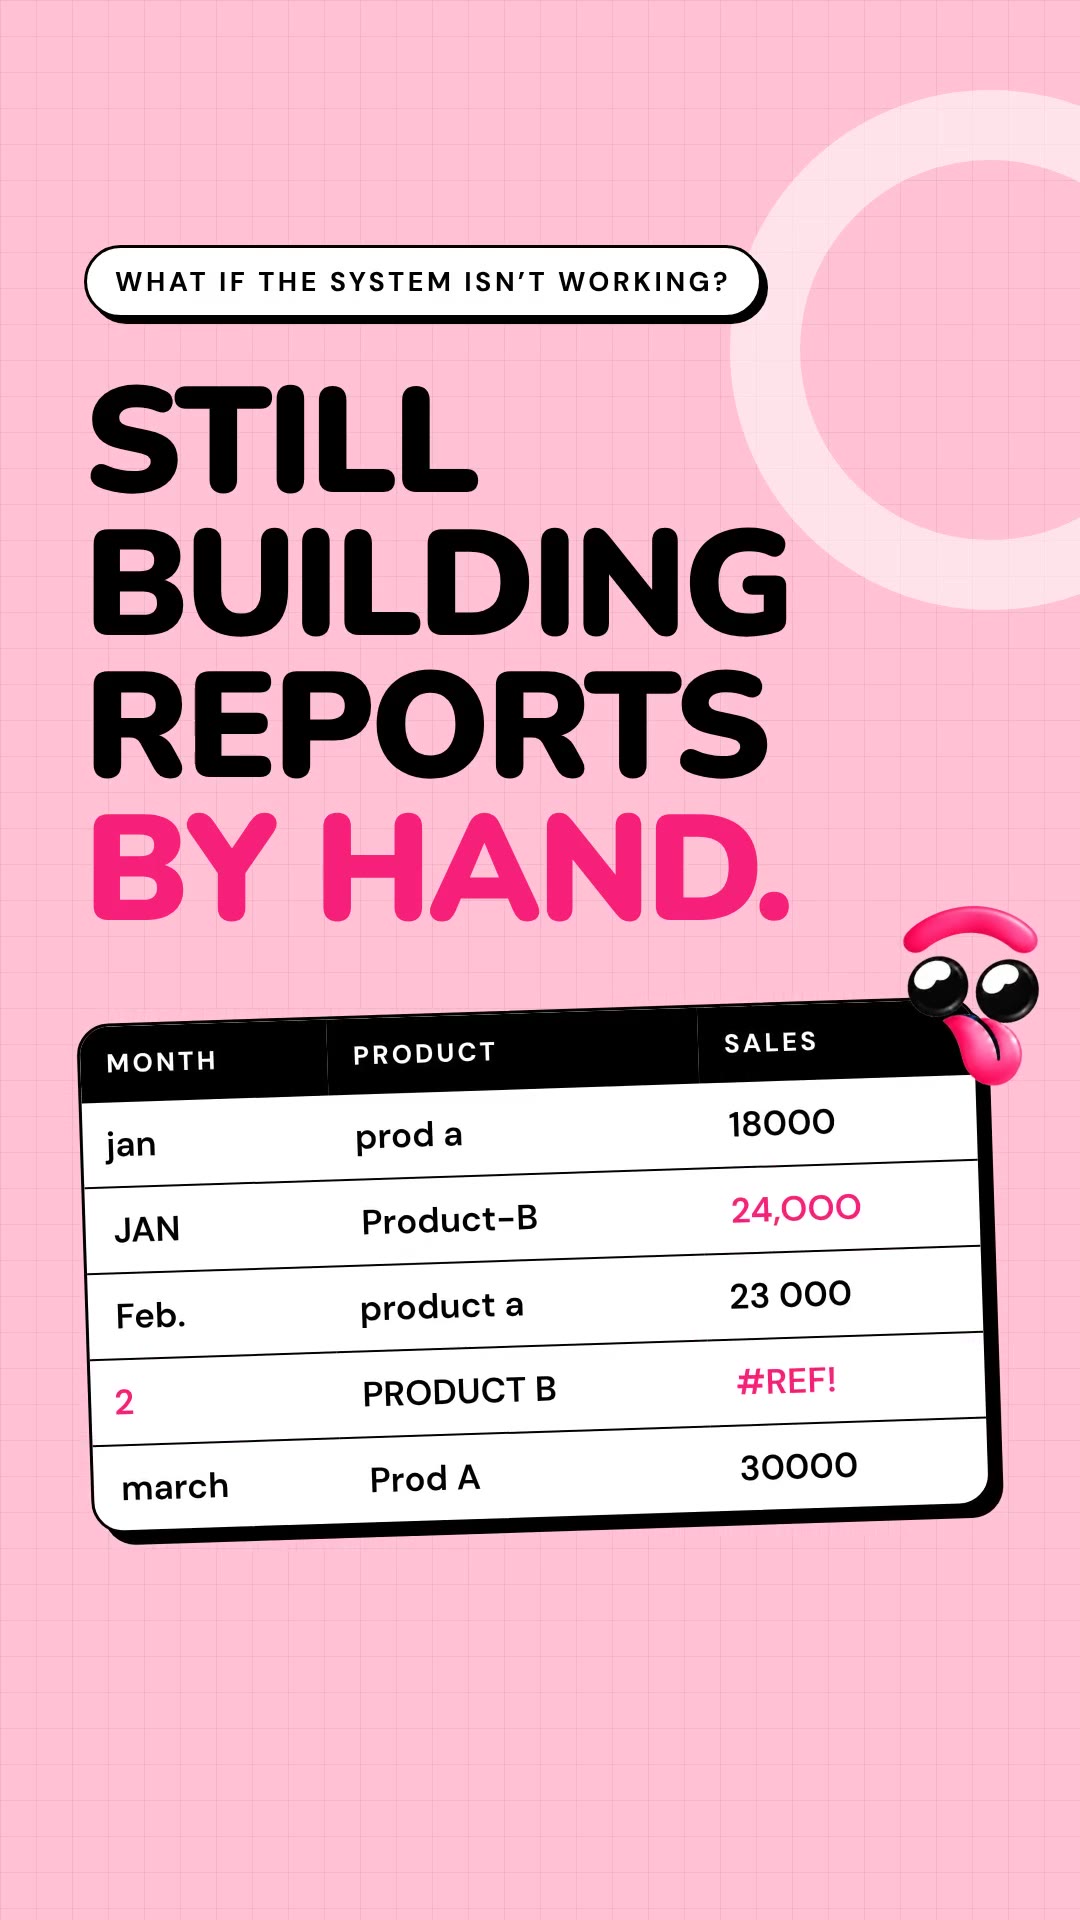 WHAT IF THE SYSTEM ISN’T WORKING?
STILL
BUILDING
REPORTS
BY HAND.
MONTH PRODUCT SALES
jan prod a 18000
JAN Product-B 24,OOO
Feb. product a 23 000
2 PRODUCT B #REF!
march Prod A 30000